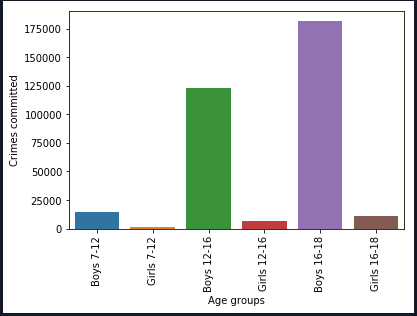 175000
150000
125000
100000
75000
50000
25000
0
Crimes committed
Boys 7-12
Girls 7-12
Boys 12-16
Girls 12-16
Boys 16-18
Girls 16-18
Age groups